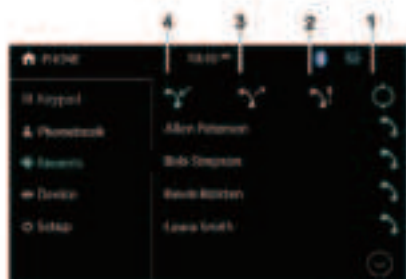 4 3 2 1
PHONE
Keypad
Phonebook
Allen Peterson
Recents
Bob Simpson
Device
Setup
Laura Smith